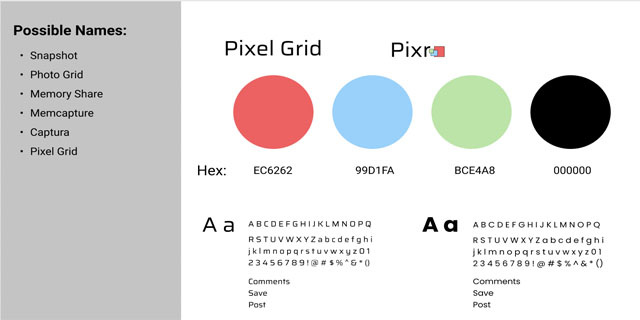 Possible Names:
• Snapshot
• Photo Grid
• Memory Share
• Memcapture
• Captura
• Pixel Grid
Pixel Grid
Pixr
Hex:
EC6262
99D1FA
BCE4A8
000000
A a
ABCDEFGHIJKLMNOPQ
RSTUVWXYZabcdefghi
jklmnopqrstuvwxyz01
23456789!@#$%^&*()
Comments
Save
Post
A a
ABCDEFGHIJKLMNOPQ
RSTUVWXYZabcdefghi
jklmnopqrstuvwxyz01
23456789!@#$%^&*()
Comments
Save
Post